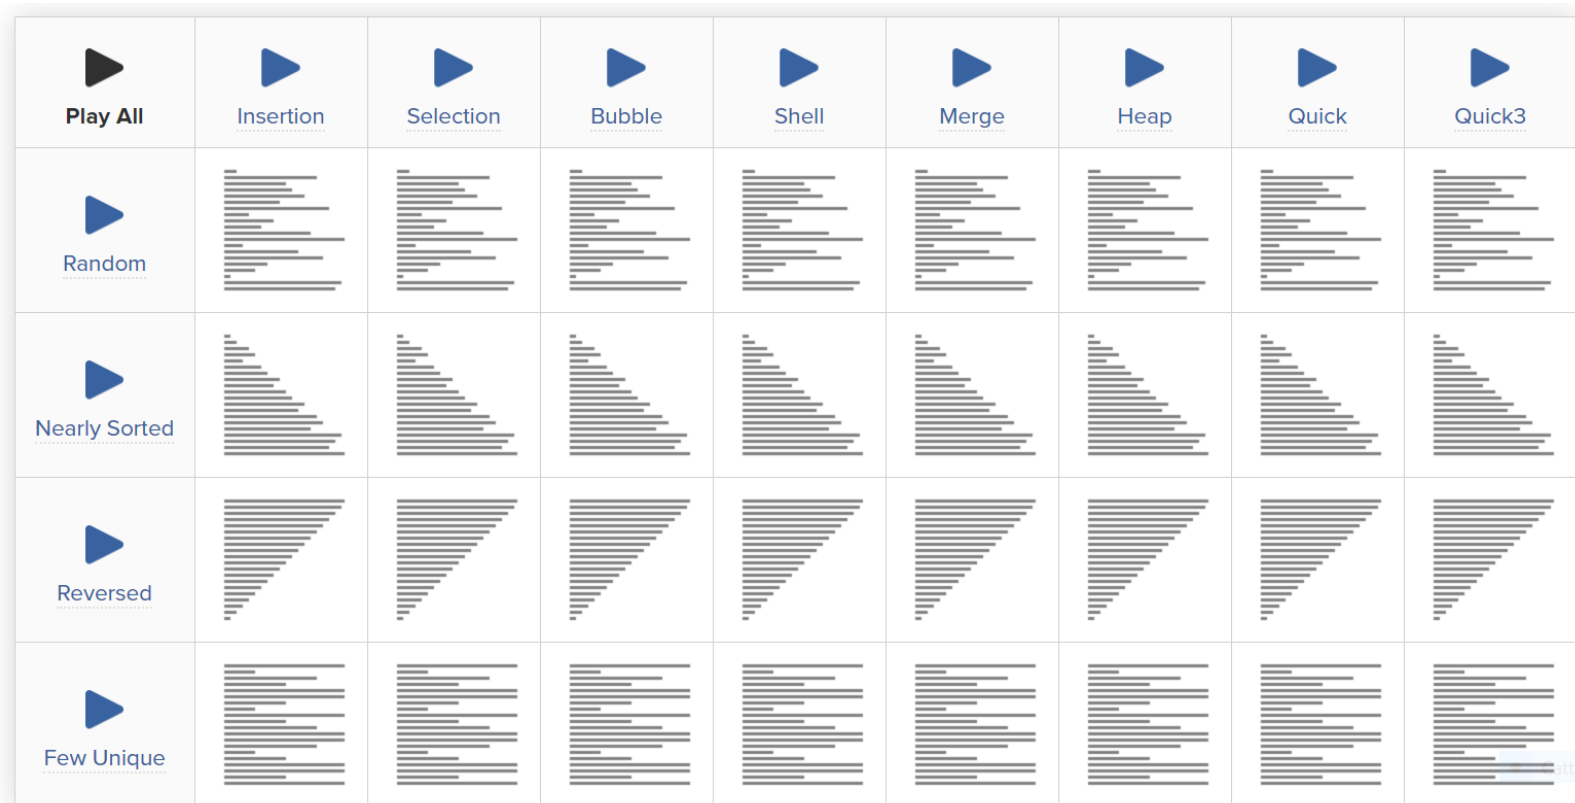 Play All
Insertion
Selection
Bubble
Shell
Merge
Heap
Quick
Quick3
Random
Nearly Sorted
Reversed
Few Unique